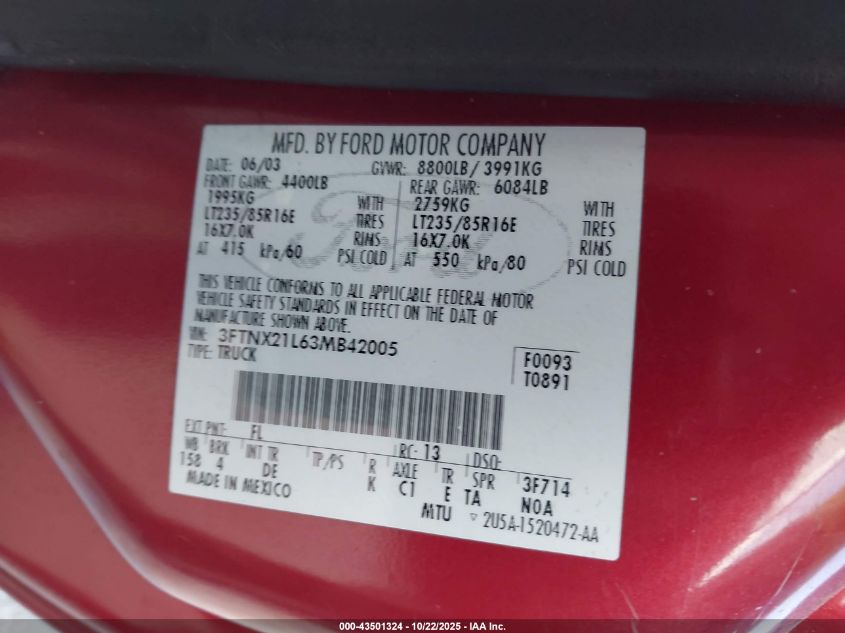 MFD. BY FORD MOTOR COMPANY
DATE: 06/03 GVWR: 8800LB/ 3991KG
FRONT GAWR: 4400LB REAR GAWR: 6084LB
1995KG WITH 2759KG WITH
LT235/85R16E TIRES LT235/85R16E TIRES
16X7.0K RIMS 16X7.0K RIMS
AT 415 kPa/60 PSI COLD AT 550 kPa/80 PSI COLD
THIS VEHICLE CONFORMS TO ALL APPLICABLE FEDERAL MOTOR
VEHICLE SAFETY STANDARDS IN EFFECT ON THE DATE OF
MANUFACTURE SHOWN ABOVE.
VIN: 3FTNX21L63MB42005
TYPE: TRUCK
F0093
T0891
EXT PNT: FL RC: 13 DSO:
WB BRK INT TR TP/PS R AXLE TR SPR 3F714
158 4 DE K C1 E TA N0A
MADE IN MEXICO MTU 2U5A-1520472-AA
000-43501324 | 10/22/2025 - IAA Inc.